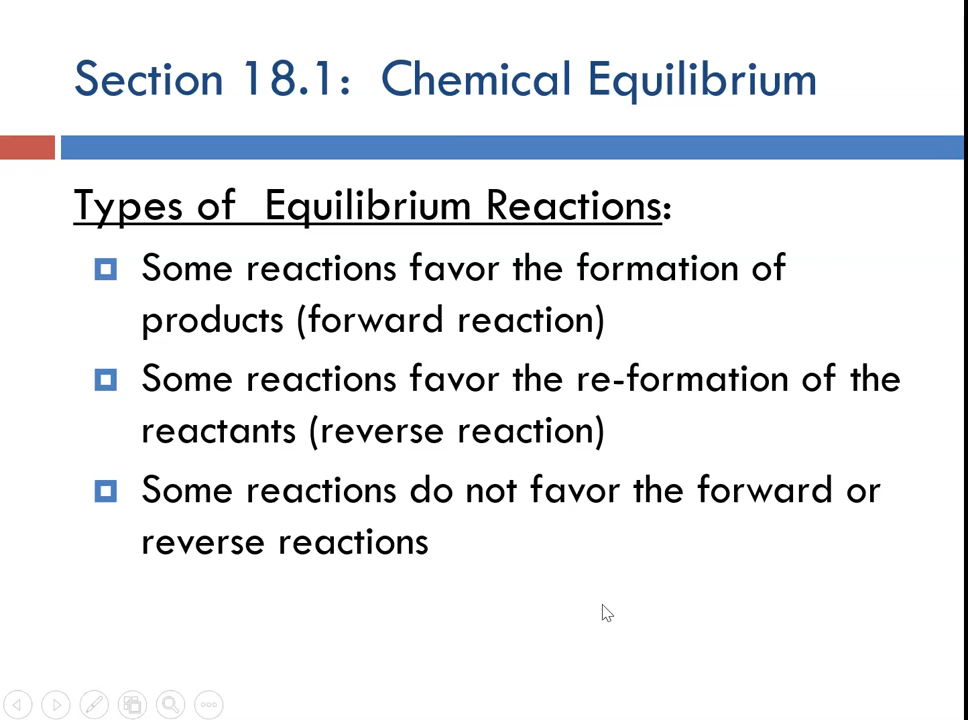 Section 18.1:  Chemical Equilibrium
Types of  Equilibrium Reactions:
Some reactions favor the formation of
products (forward reaction)
Some reactions favor the re-formation of the
reactants (reverse reaction)
Some reactions do not favor the forward or
reverse reactions